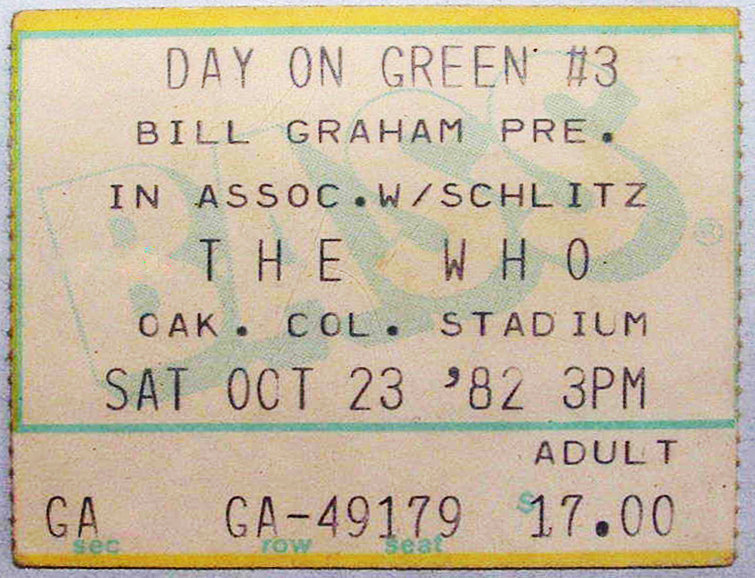 BASS®
DAY ON GREEN #3
BILL GRAHAM PRE.
IN ASSOC.W/SCHLITZ
THE WHO
OAK. COL. STADIUM
SAT OCT 23 '82 3PM
ADULT
GA GA-49179 $17.00
sec row seat